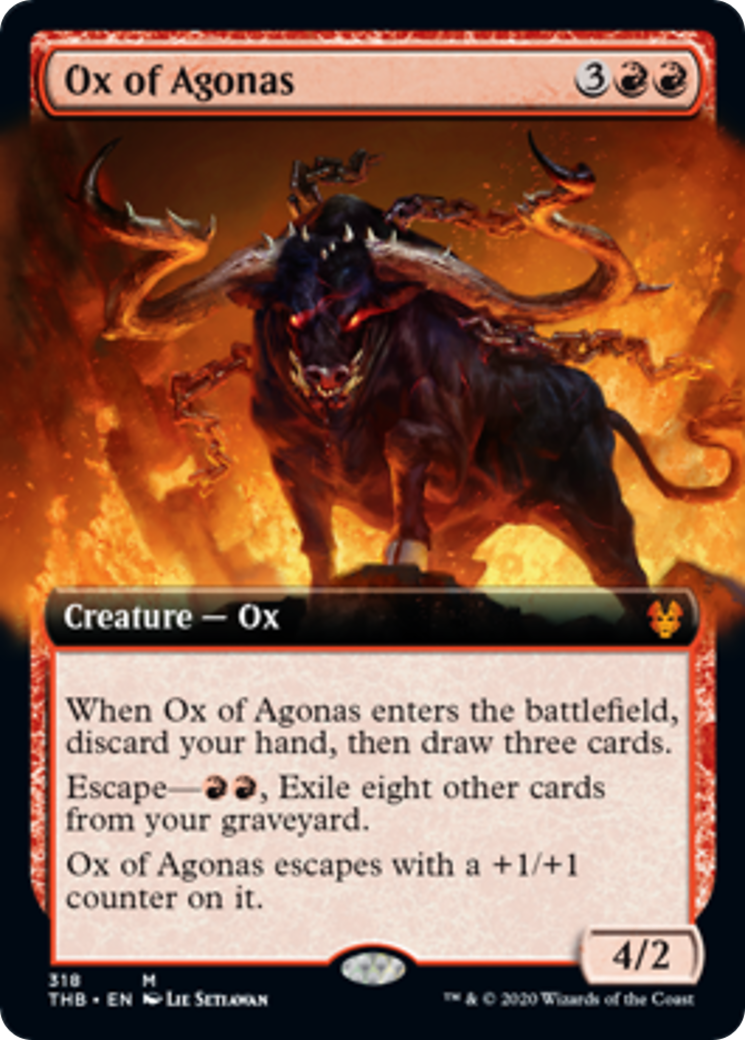 Ox of Agonas 3
Creature — Ox
When Ox of Agonas enters the battlefield,
discard your hand, then draw three cards.
Escape—, Exile eight other cards
from your graveyard.
Ox of Agonas escapes with a +1/+1
counter on it.
4/2
318 M
THB • EN Lie Setiawan
™ & © 2020 Wizards of the Coast